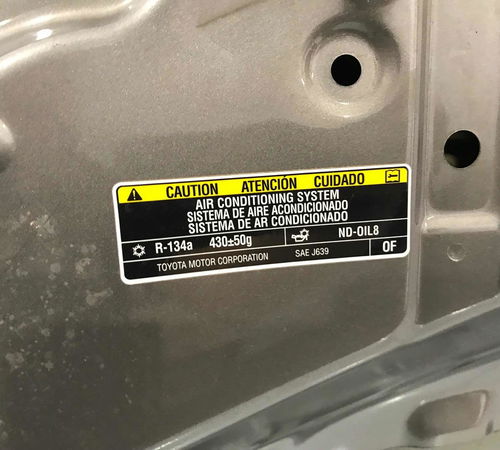 CAUTION ATENCIÓN CUIDADO
AIR CONDITIONING SYSTEM
SISTEMA DE AIRE ACONDICIONADO
SISTEMA DE AR CONDICIONADO
R-134a 430±50g ND-OIL8
TOYOTA MOTOR CORPORATION SAE J639 OF